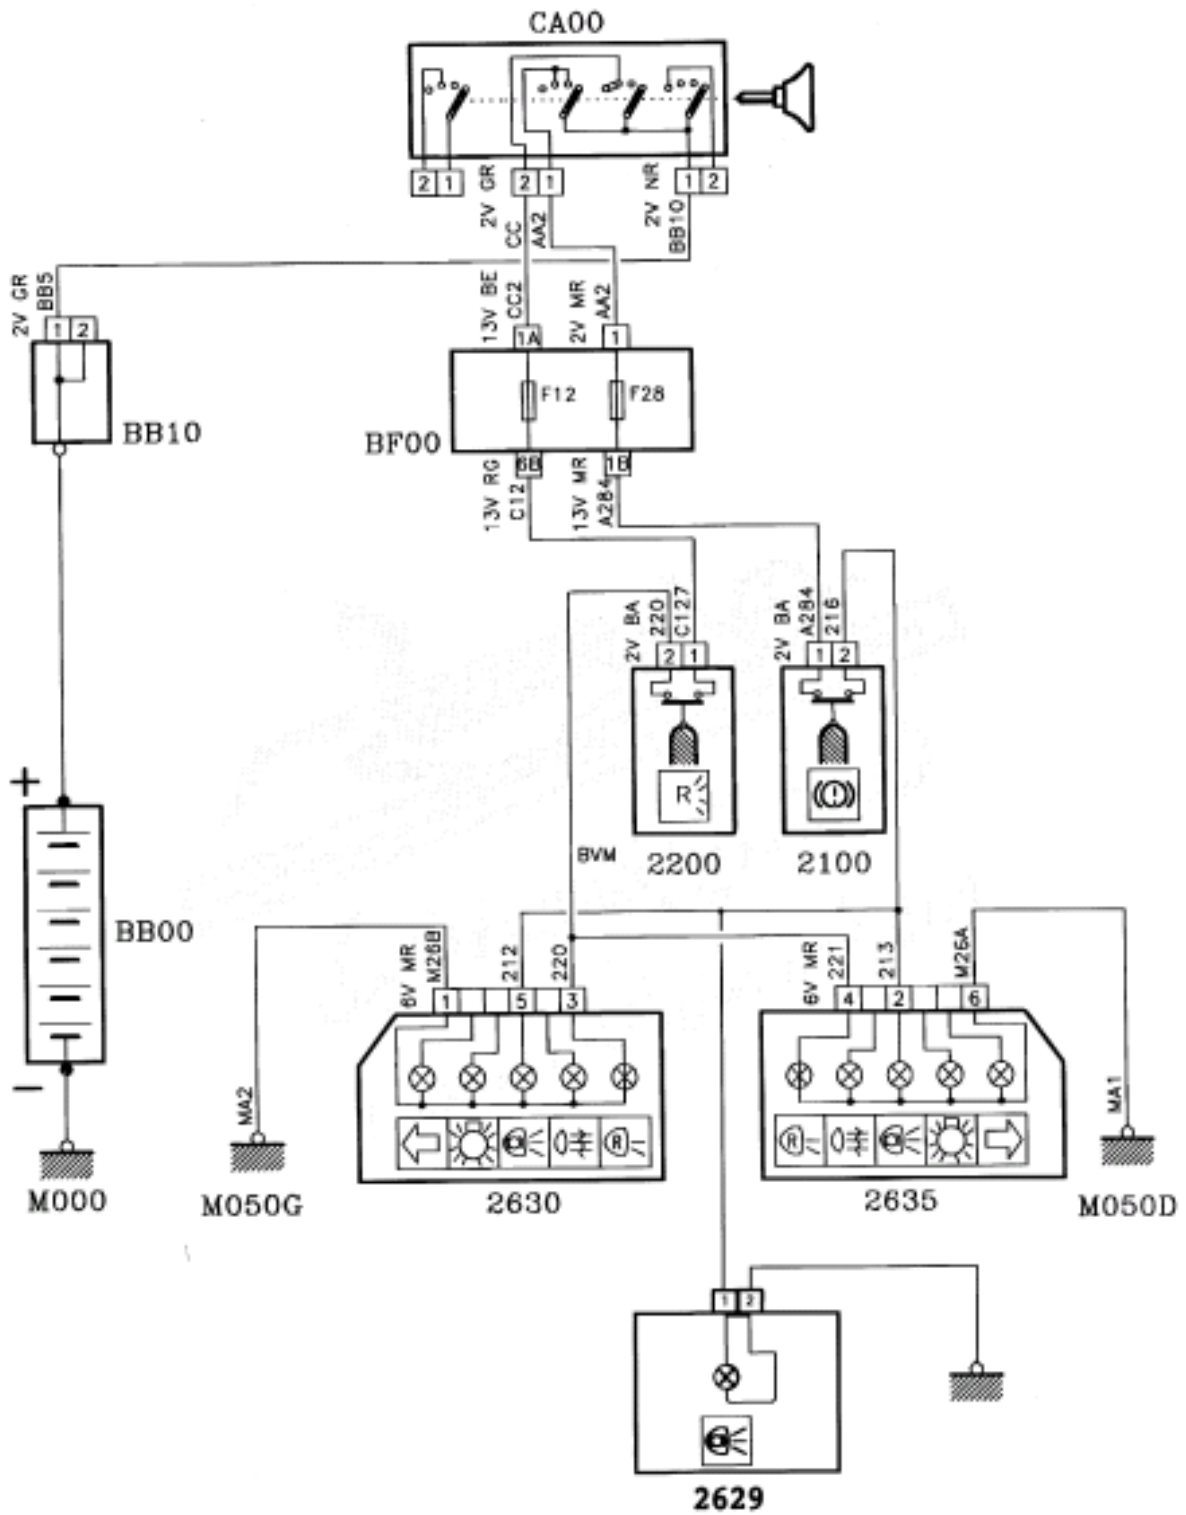 CA00
2 1
2V GR
2 1
2V NR
1 2
CC
AA2
BB10
2V GR
BB5
13V BE
CC2
2V MR
AA2
1 2
1A
1
F12
F28
BB10
BF00
6B
1B
13V RG
C12
13V MR
A284
2V BA
220
C127
2V BA
A284
216
2 1
1 2
+
R
BVM
2200
2100
BB00
6V MR
M26B
212
220
6V MR
221
213
M26A
1
5
3
4
2
6
−
MA2
MA1
R
R
M000
M050G
2630
2635
M050D
1 2
2629